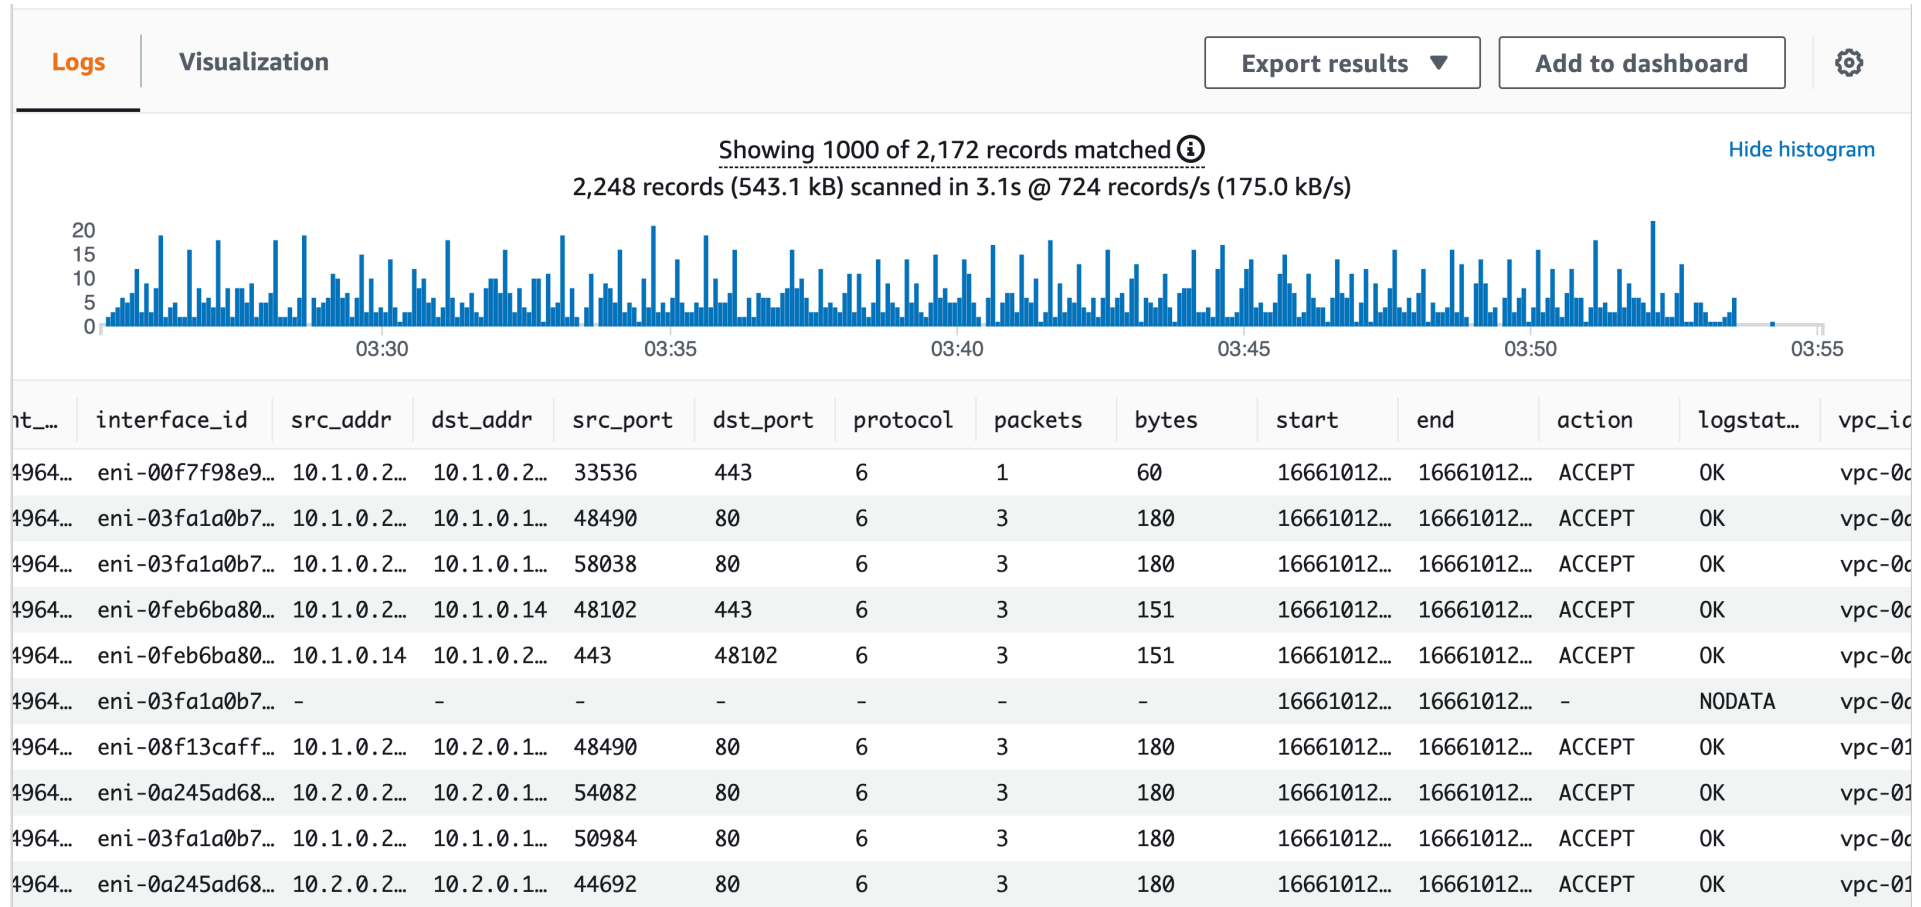 Logs Visualization Export results Add to dashboard
Showing 1000 of 2,172 records matched
Hide histogram
2,248 records (543.1 kB) scanned in 3.1s @ 724 records/s (175.0 kB/s)
20
15
10
5
0
03:30 03:35 03:40 03:45 03:50 03:55
nt_… interface_id src_addr dst_addr src_port dst_port protocol packets bytes start end action logstat… vpc_id
4964… eni-00f7f98e9… 10.1.0.2… 10.1.0.2… 33536 443 6 1 60 16661012… 16661012… ACCEPT OK vpc-0a
4964… eni-03fa1a0b7… 10.1.0.2… 10.1.0.1… 48490 80 6 3 180 16661012… 16661012… ACCEPT OK vpc-0a
4964… eni-03fa1a0b7… 10.1.0.2… 10.1.0.1… 58038 80 6 3 180 16661012… 16661012… ACCEPT OK vpc-0a
4964… eni-0feb6ba80… 10.1.0.2… 10.1.0.14 48102 443 6 3 151 16661012… 16661012… ACCEPT OK vpc-0a
4964… eni-0feb6ba80… 10.1.0.14 10.1.0.2… 443 48102 6 3 151 16661012… 16661012… ACCEPT OK vpc-0a
4964… eni-03fa1a0b7… - - - - - - - 16661012… 16661012… - NODATA vpc-0a
4964… eni-08f13caff… 10.1.0.2… 10.2.0.1… 48490 80 6 3 180 16661012… 16661012… ACCEPT OK vpc-01
4964… eni-0a245ad68… 10.2.0.2… 10.2.0.1… 54082 80 6 3 180 16661012… 16661012… ACCEPT OK vpc-01
4964… eni-03fa1a0b7… 10.1.0.2… 10.1.0.1… 50984 80 6 3 180 16661012… 16661012… ACCEPT OK vpc-0a
4964… eni-0a245ad68… 10.2.0.2… 10.2.0.1… 44692 80 6 3 180 16661012… 16661012… ACCEPT OK vpc-01